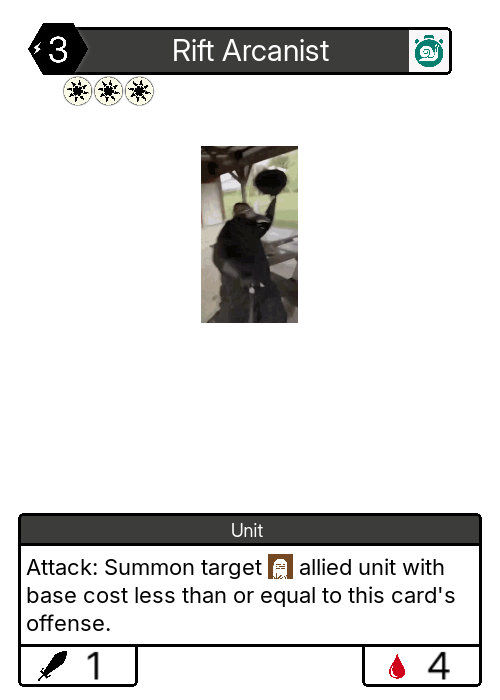 3
Rift Arcanist
Unit
Attack: Summon target allied unit with
base cost less than or equal to this card's
offense.
1
4